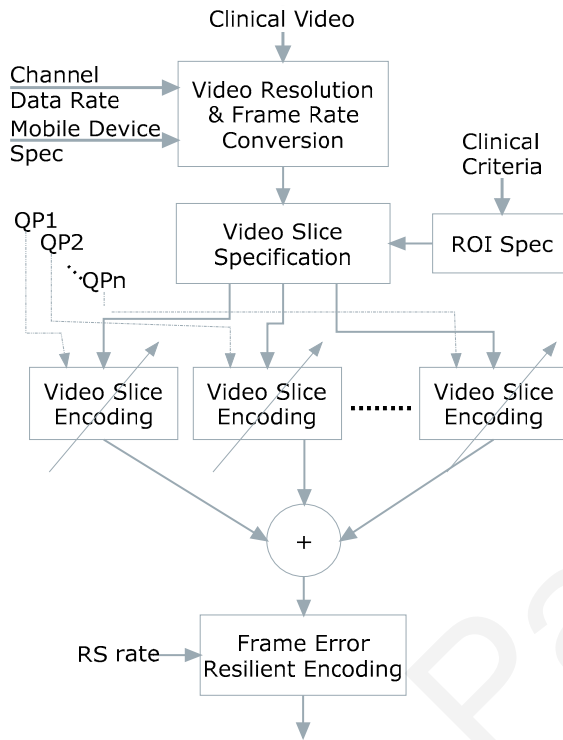 Clinical Video
Channel
Data Rate
Mobile Device
Spec
Video Resolution
& Frame Rate
Conversion
Clinical
Criteria
QP1
QP2
QPn
Video Slice
Specification
ROI Spec
Video Slice
Encoding
Video Slice
Encoding
Video Slice
Encoding
+
RS rate
Frame Error
Resilient Encoding
Pa